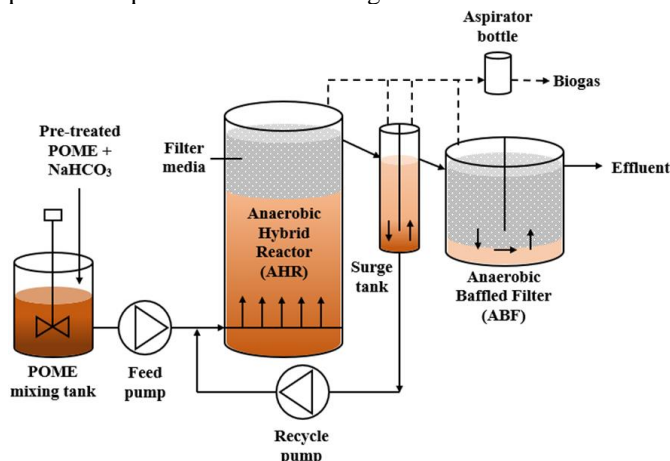 Aspirator
bottle
Biogas
Pre-treated
POME +
NaHCO₃
Filter
media
Effluent
Anaerobic
Hybrid
Reactor
(AHR)
Surge
tank
Anaerobic
Baffled Filter
(ABF)
POME
mixing tank
Feed
pump
Recycle
pump